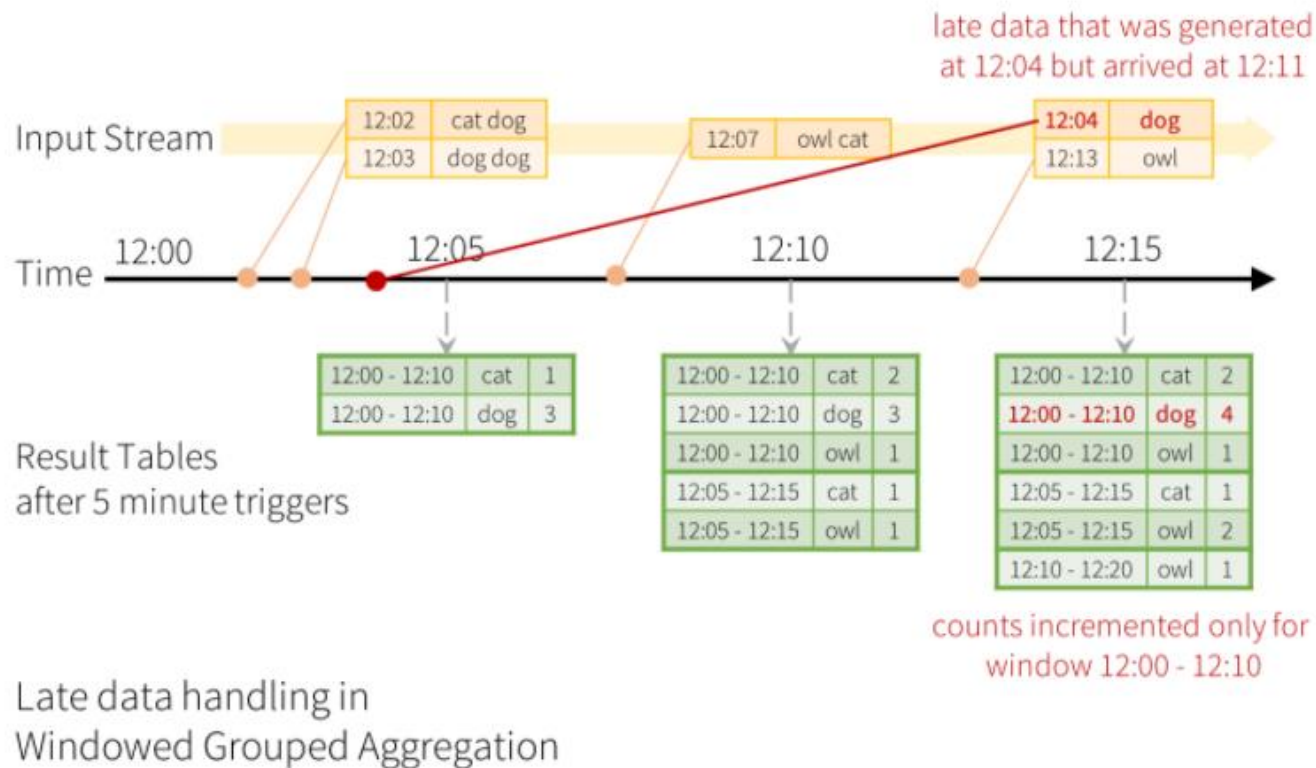 late data that was generated
at 12:04 but arrived at 12:11
Input Stream
12:02 cat dog
12:03 dog dog
12:07 owl cat
12:04 dog
12:13 owl
Time
12:00 12:05 12:10 12:15
Result Tables
after 5 minute triggers
12:00 - 12:10 cat 1
12:00 - 12:10 dog 3
12:00 - 12:10 cat 2
12:00 - 12:10 dog 3
12:00 - 12:10 owl 1
12:05 - 12:15 cat 1
12:05 - 12:15 owl 1
12:00 - 12:10 cat 2
12:00 - 12:10 dog 4
12:00 - 12:10 owl 1
12:05 - 12:15 cat 1
12:05 - 12:15 owl 2
12:10 - 12:20 owl 1
counts incremented only for
window 12:00 - 12:10
Late data handling in
Windowed Grouped Aggregation